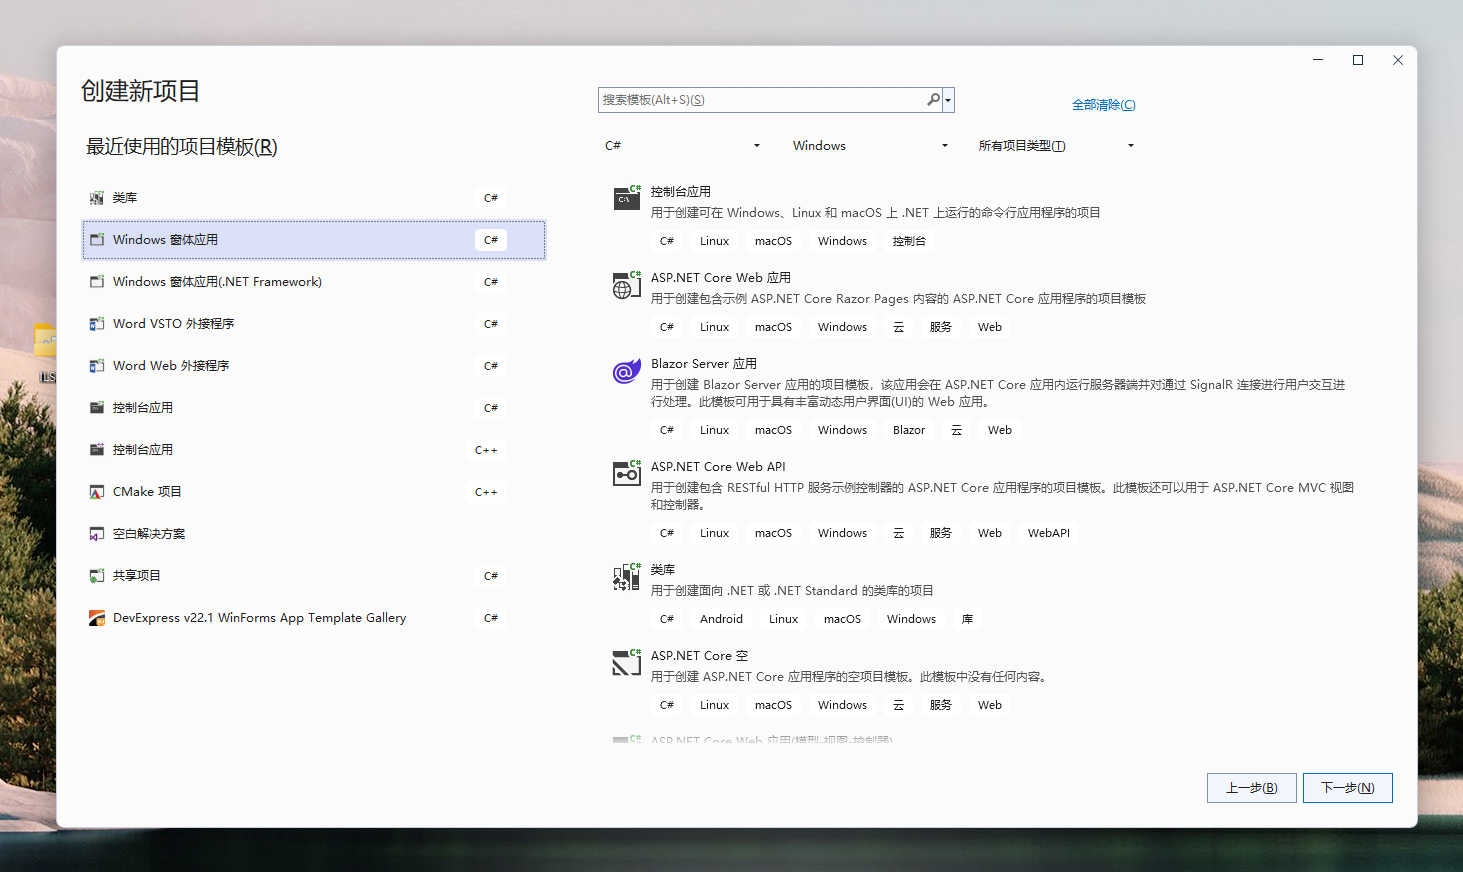 创建新项目
搜索模板(Alt+S)(S)
全部清除(C)
最近使用的项目模板(R)
C#
Windows
所有项目类型(T)
类库
C#
Windows 窗体应用
C#
Windows 窗体应用(.NET Framework)
C#
Word VSTO 外接程序
C#
Word Web 外接程序
C#
控制台应用
C#
控制台应用
C++
CMake 项目
C++
空白解决方案
共享项目
C#
DevExpress v22.1 WinForms App Template Gallery
C#
控制台应用
用于创建可在 Windows、Linux 和 macOS 上 .NET 上运行的命令行应用程序的项目
C# Linux macOS Windows 控制台
ASP.NET Core Web 应用
用于创建包含示例 ASP.NET Core Razor Pages 内容的 ASP.NET Core 应用程序的项目模板
C# Linux macOS Windows 云 服务 Web
Blazor Server 应用
用于创建 Blazor Server 应用的项目模板，该应用会在 ASP.NET Core 应用内运行服务器端并对通过 SignalR 连接进行用户交互进
行处理。此模板可用于具有丰富动态用户界面(UI)的 Web 应用。
C# Linux macOS Windows Blazor 云 Web
ASP.NET Core Web API
用于创建包含 RESTful HTTP 服务示例控制器的 ASP.NET Core 应用程序的项目模板。此模板还可以用于 ASP.NET Core MVC 视图
和控制器。
C# Linux macOS Windows 云 服务 Web WebAPI
类库
用于创建面向 .NET 或 .NET Standard 的类库的项目
C# Android Linux macOS Windows 库
ASP.NET Core 空
用于创建 ASP.NET Core 应用程序的空项目模板。此模板中没有任何内容。
C# Linux macOS Windows 云 服务 Web
ASP.NET Core Web 应用(模型-视图-控制器)
上一步(B)
下一步(N)